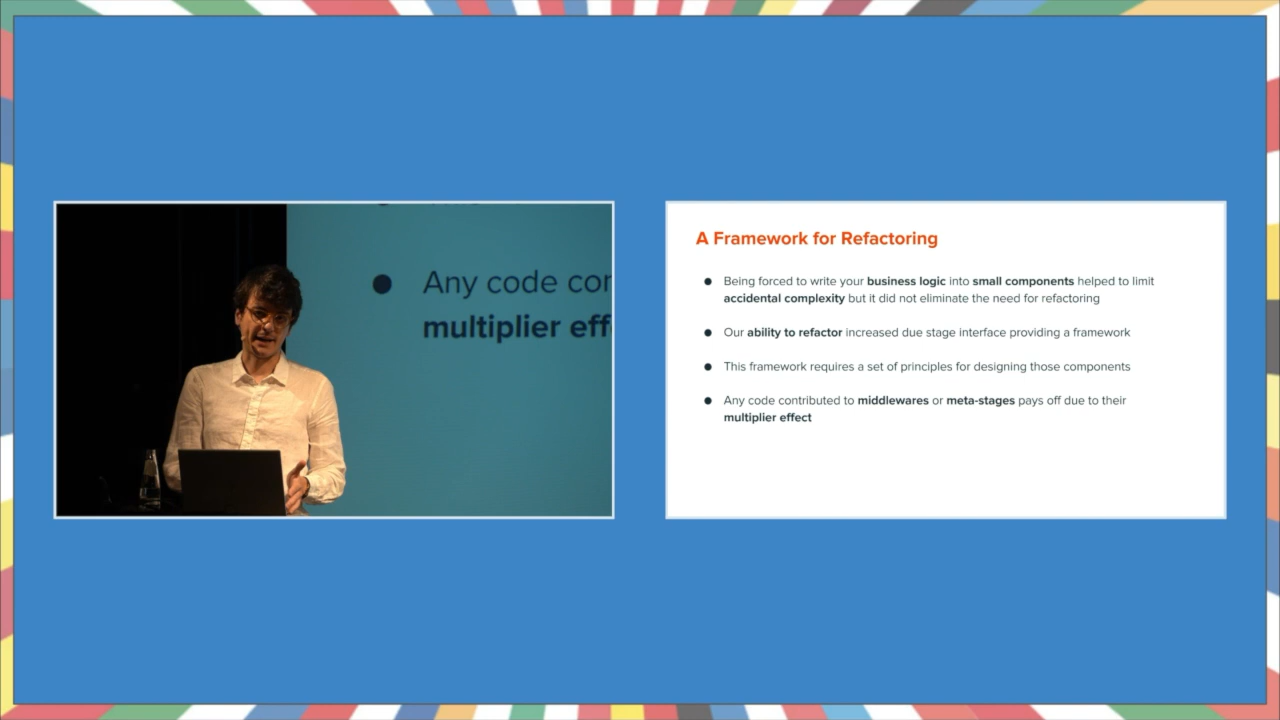 Any code con
multiplier eff
A Framework for Refactoring
Being forced to write your business logic into small components helped to limit
accidental complexity but it did not eliminate the need for refactoring
Our ability to refactor increased due stage interface providing a framework
This framework requires a set of principles for designing those components
Any code contributed to middlewares or meta-stages pays off due to their
multiplier effect